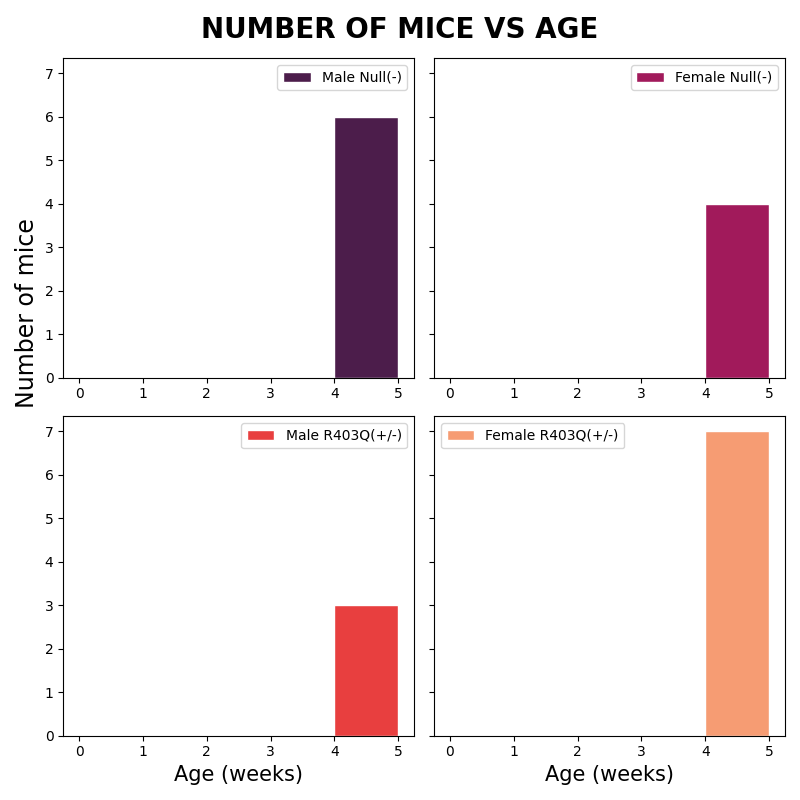 NUMBER OF MICE VS AGE
Number of mice
7
6
5
4
3
2
1
0
Male Null(-)
0 1 2 3 4 5
Female Null(-)
0 1 2 3 4 5
7
6
5
4
3
2
1
0
Male R403Q(+/-)
0 1 2 3 4 5
Age (weeks)
Female R403Q(+/-)
0 1 2 3 4 5
Age (weeks)